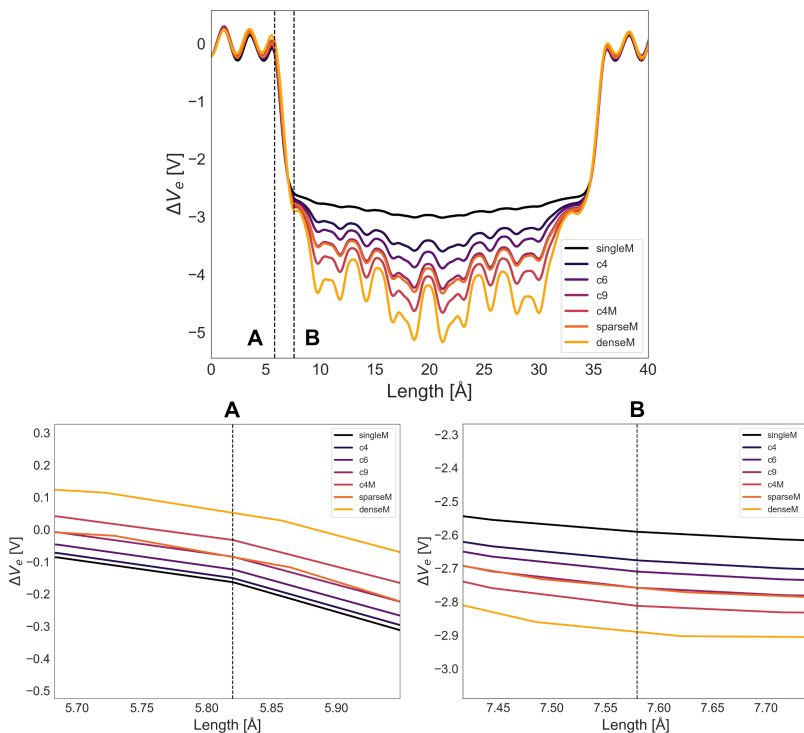 0
−1
−2
−3
−4
−5
ΔVe [V]
A
B
singleM
c4
c6
c9
c4M
sparseM
denseM
0 5 10 15 20 25 30 35 40
Length [Å]
A
0.3
0.2
0.1
0.0
−0.1
−0.2
−0.3
−0.4
−0.5
ΔVe [V]
singleM
c4
c6
c9
c4M
sparseM
denseM
5.70 5.75 5.80 5.85 5.90
Length [Å]
B
−2.3
−2.4
−2.5
−2.6
−2.7
−2.8
−2.9
−3.0
ΔVe [V]
singleM
c4
c6
c9
c4M
sparseM
denseM
7.45 7.50 7.55 7.60 7.65 7.70
Length [Å]